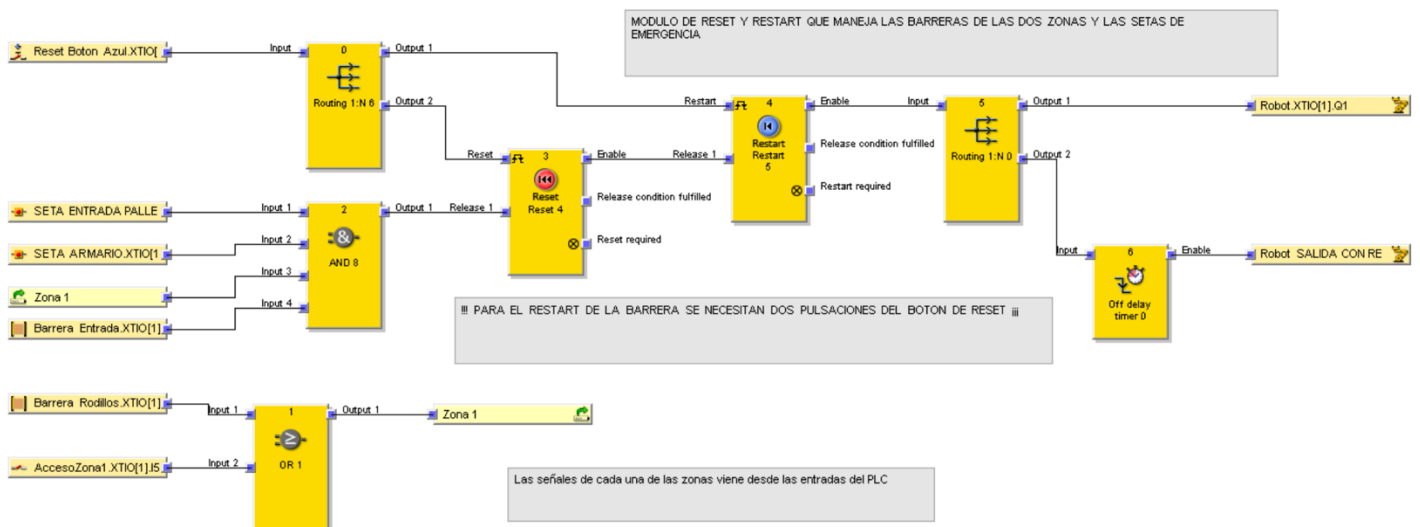 MODULO DE RESET Y RESTART QUE MANEJA LAS BARRERAS DE LAS DOS ZONAS Y LAS SETAS DE
EMERGENCIA
Reset Boton Azul.XTIO[
Input
0
Output 1
Routing 1:N 6
Output 2
Restart
4
Enable
Input
5
Output 1
Robot.XTIO[1].Q1
Restart
Restart
5
Release condition fulfilled
Routing 1:N 0
Output 2
Restart required
Reset
3
Enable
Release 1
Reset
Reset 4
Release condition fulfilled
Reset required
SETA ENTRADA PALLE
Input 1
2
Output 1
Release 1
SETA ARMARIO.XTIO[1
Input 2
&
AND 8
Zona 1
Input 3
Barrera Entrada.XTIO[1]
Input 4
Input
6
Enable
Robot SALIDA CON RE
Off delay
timer 0
!!! PARA EL RESTART DE LA BARRERA SE NECESITAN DOS PULSACIONES DEL BOTON DE RESET ¡¡¡
Barrera Rodillos.XTIO[1]
Input 1
1
Output 1
Zona 1
≥
AccesoZona1.XTIO[1].I5
Input 2
OR 1
Las señales de cada una de las zonas viene desde las entradas del PLC